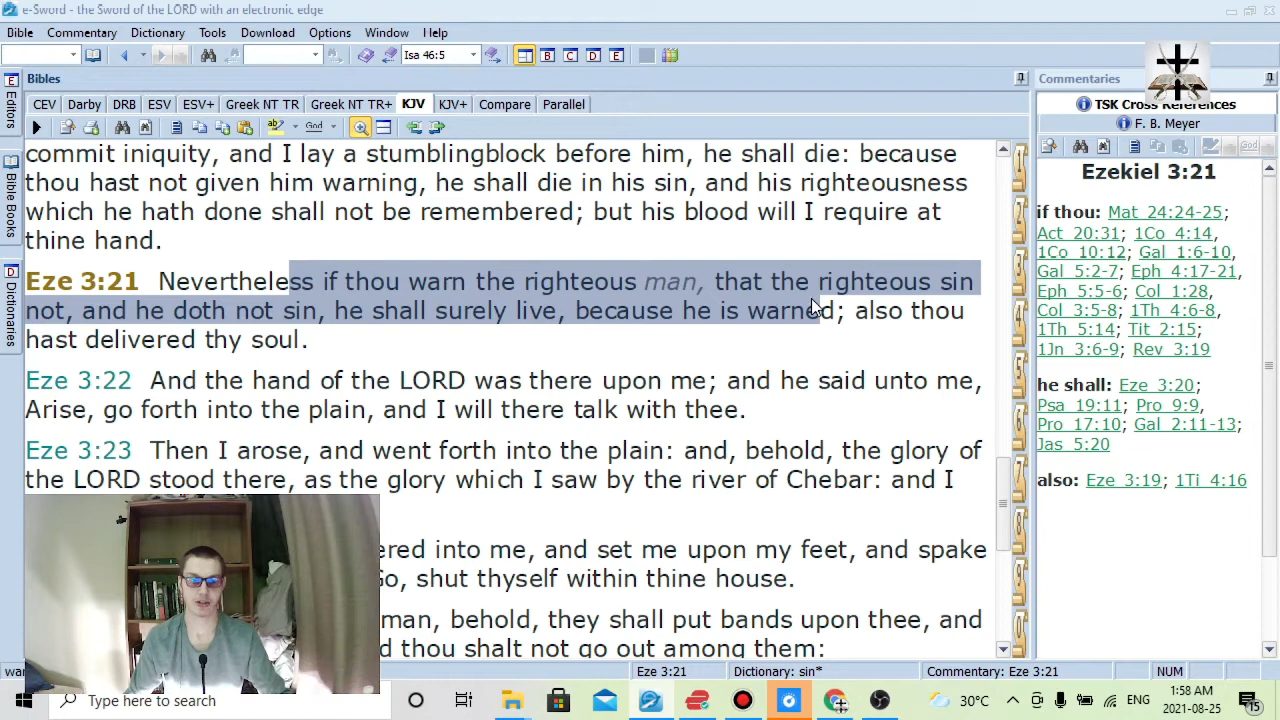 e-Sword - the Sword of the LORD with an electronic edge
Bible Commentary Dictionary Tools Download Options Window Help
Isa 46:5
B C D E
Bibles
Commentaries
CEV Darby DRB ESV ESV+ Greek NT TR Greek NT TR+ KJV KJV+ Compare Parallel
TSK Cross References
F. B. Meyer
God
God
E Editors
Bible Books
D Dictionaries
commit iniquity, and I lay a stumblingblock before him, he shall die: because
thou hast not given him warning, he shall die in his sin, and his righteousness
which he hath done shall not be remembered; but his blood will I require at
thine hand.
Eze 3:21 Nevertheless if thou warn the righteous man, that the righteous sin
not, and he doth not sin, he shall surely live, because he is warned; also thou
hast delivered thy soul.
Eze 3:22 And the hand of the LORD was there upon me; and he said unto me,
Arise, go forth into the plain, and I will there talk with thee.
Eze 3:23 Then I arose, and went forth into the plain: and, behold, the glory of
the LORD stood there, as the glory which I saw by the river of Chebar: and I
ered into me, and set me upon my feet, and spake
Go, shut thyself within thine house.
man, behold, they shall put bands upon thee, and
d thou shalt not go out among them:
Ezekiel 3:21
if thou: Mat 24:24-25;
Act 20:31; 1Co 4:14,
1Co 10:12; Gal 1:6-10,
Gal 5:2-7; Eph 4:17-21,
Eph 5:5-6; Col 1:28,
Col 3:5-8; 1Th 4:6-8,
1Th 5:14; Tit 2:15;
1Jn 3:6-9; Rev 3:19
he shall: Eze 3:20;
Psa 19:11; Pro 9:9,
Pro 17:10; Gal 2:11-13;
Jas 5:20
also: Eze 3:19; 1Ti 4:16
Eze 3:21 Dictionary: sin* Commentary: Eze 3:21 NUM
Type here to search
30°C
ENG
1:58 AM
2021-08-25
15